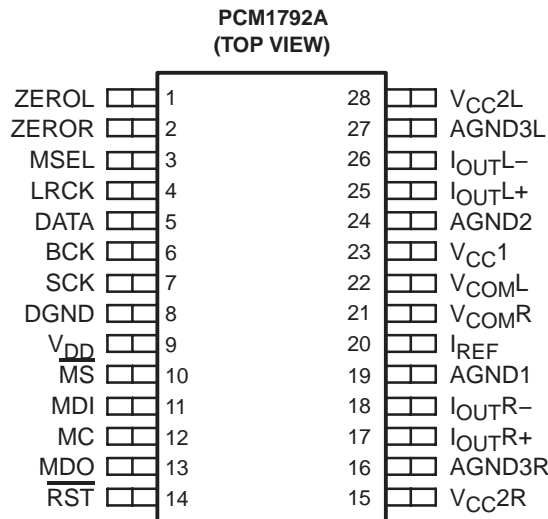 PCM1792A
(TOP VIEW)
ZEROL 1 28 VCC2L
ZEROR 2 27 AGND3L
MSEL 3 26 IOUTL–
LRCK 4 25 IOUTL+
DATA 5 24 AGND2
BCK 6 23 VCC1
SCK 7 22 VCOML
DGND 8 21 VCOMR
VDD 9 20 IREF
MS 10 19 AGND1
MDI 11 18 IOUTR–
MC 12 17 IOUTR+
MDO 13 16 AGND3R
RST 14 15 VCC2R